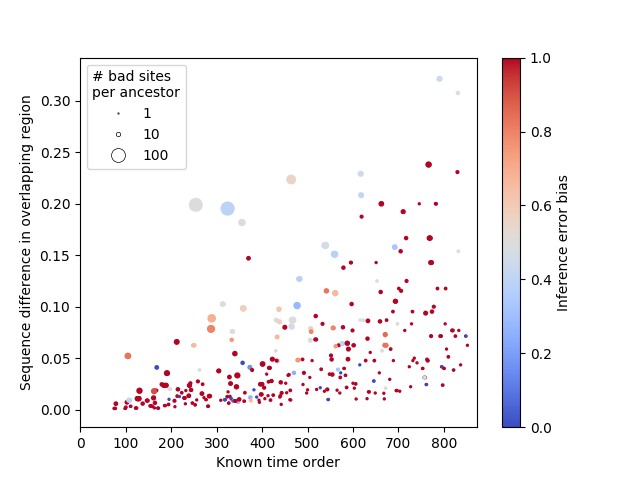 # bad sites
per ancestor
1
10
100
0.30
0.25
0.20
0.15
0.10
0.05
0.00
Sequence difference in overlapping region
0 100 200 300 400 500 600 700 800
Known time order
1.0
0.8
0.6
0.4
0.2
0.0
Inference error bias